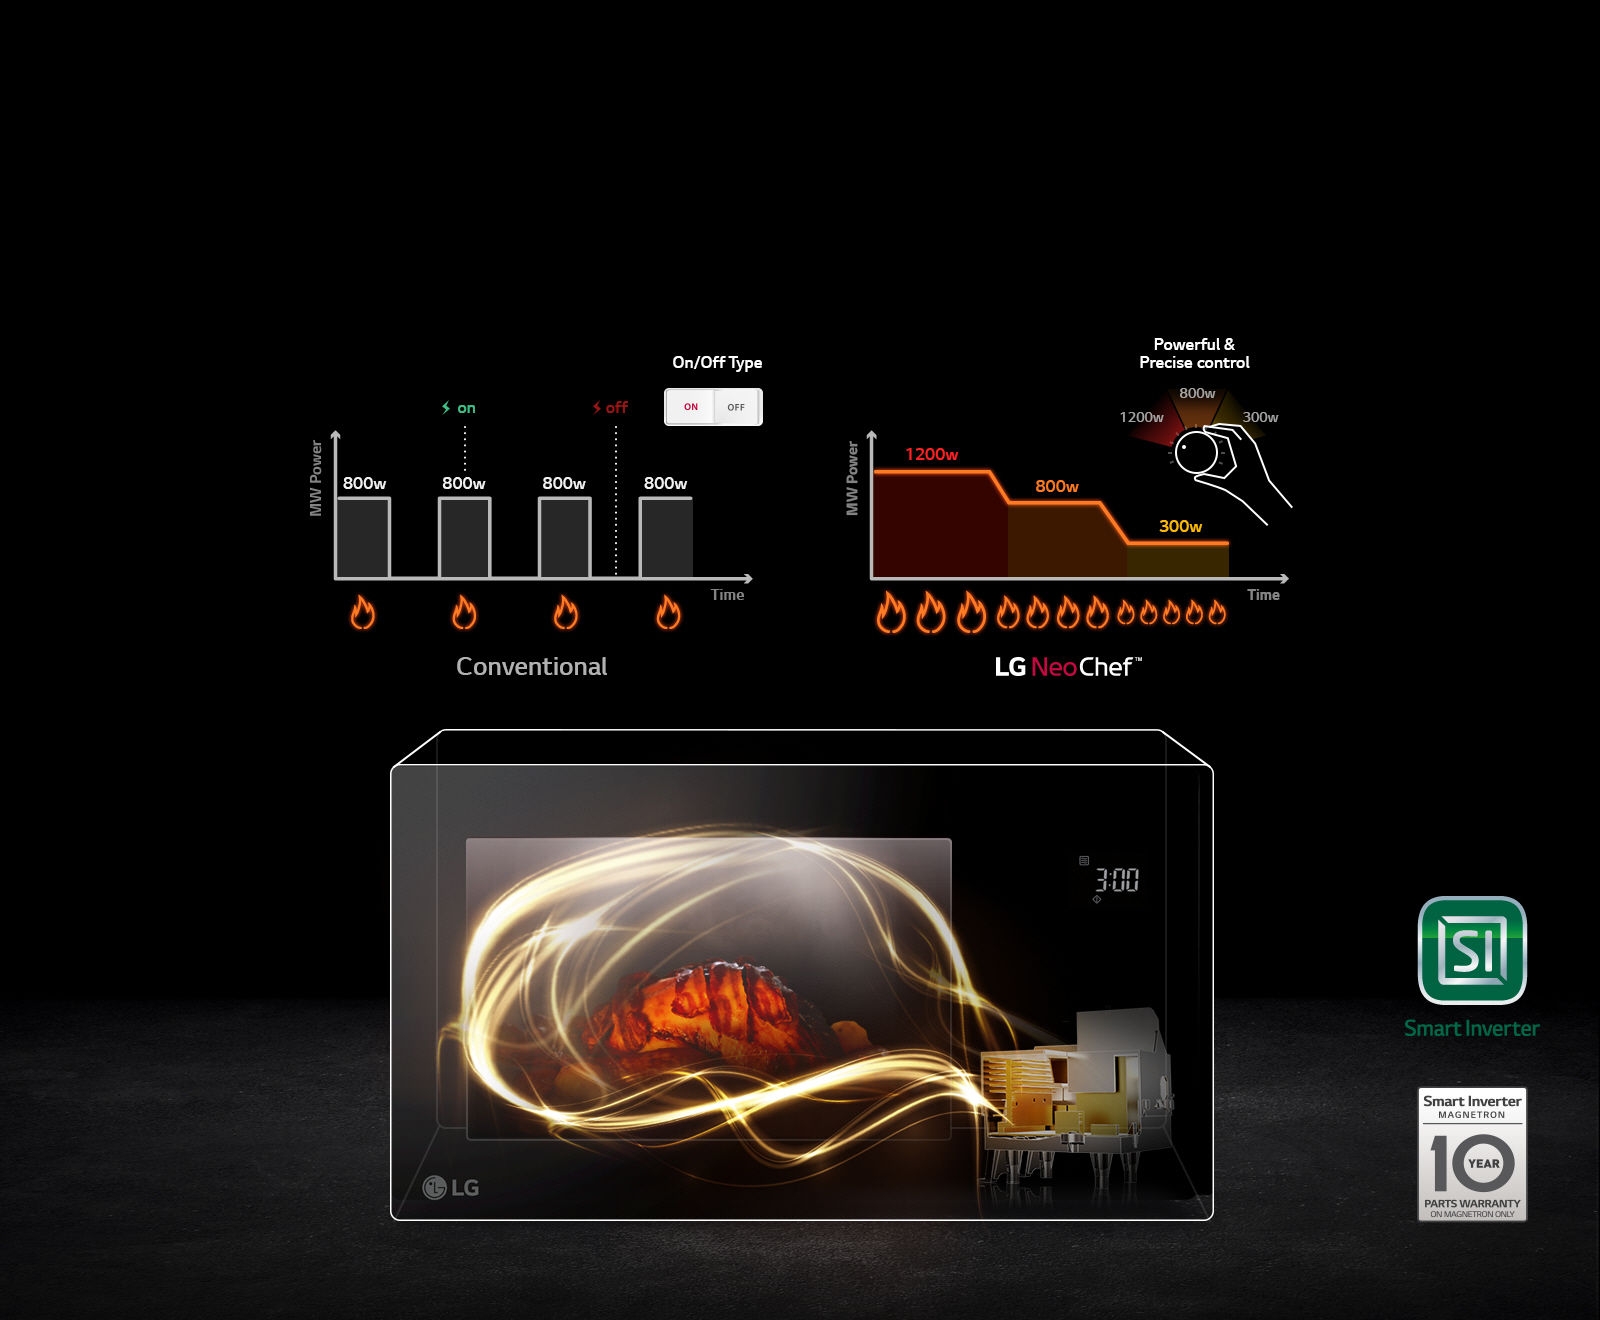 On/Off Type
ON OFF
on
off
MW Power
800w 800w 800w 800w
Time
Conventional
Powerful &
Precise control
1200w 800w 300w
MW Power
1200w
800w
300w
Time
LG NeoChef™
3:00
LG
SI
Smart Inverter
Smart Inverter
MAGNETRON
10 YEAR
PARTS WARRANTY
ON MAGNETRON ONLY